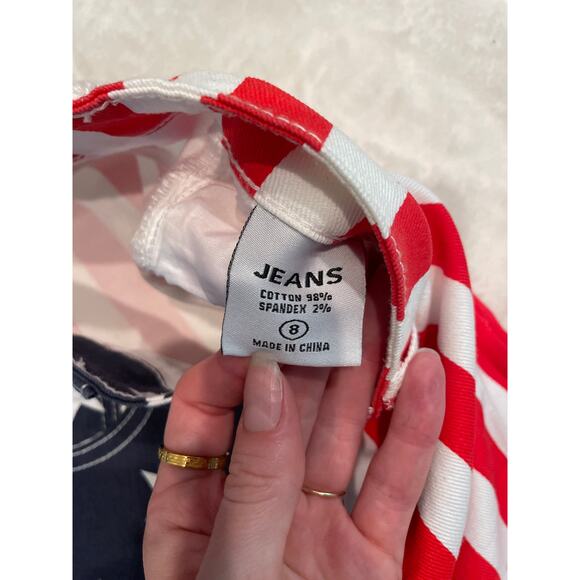 JEANS
COTTON 98%
SPANDEX 2%
8
MADE IN CHINA